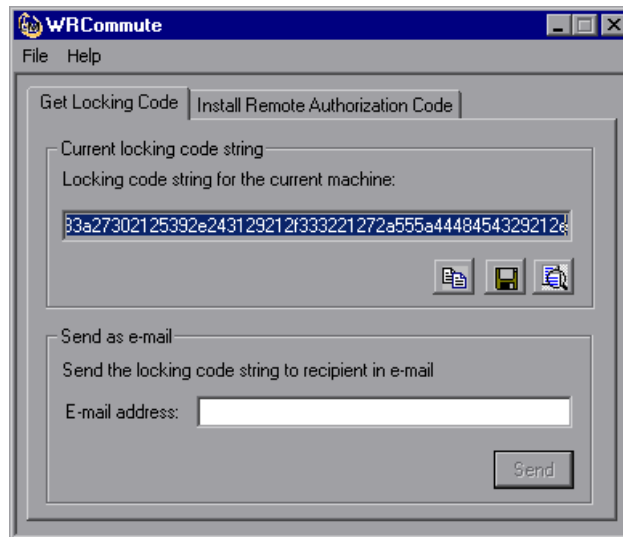 WRCommute
File Help
Get Locking Code Install Remote Authorization Code
Current locking code string
Locking code string for the current machine:
33a27302125392e243129212f333221272a555a4448454329212e
Send as e-mail
Send the locking code string to recipient in e-mail
E-mail address:
Send